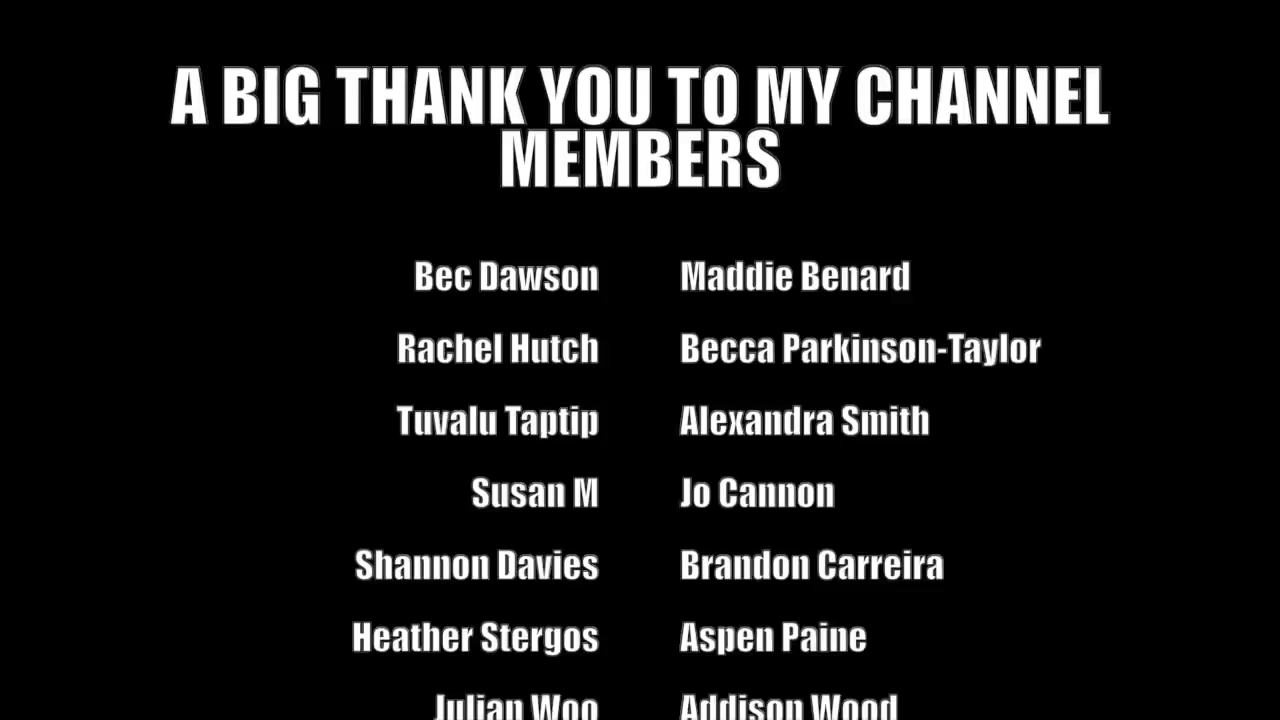 A BIG THANK YOU TO MY CHANNEL
MEMBERS
Bec Dawson Maddie Benard
Rachel Hutch Becca Parkinson-Taylor
Tuvalu Taptip Alexandra Smith
Susan M Jo Cannon
Shannon Davies Brandon Carreira
Heather Stergos Aspen Paine
Julian Woo Addison Wood